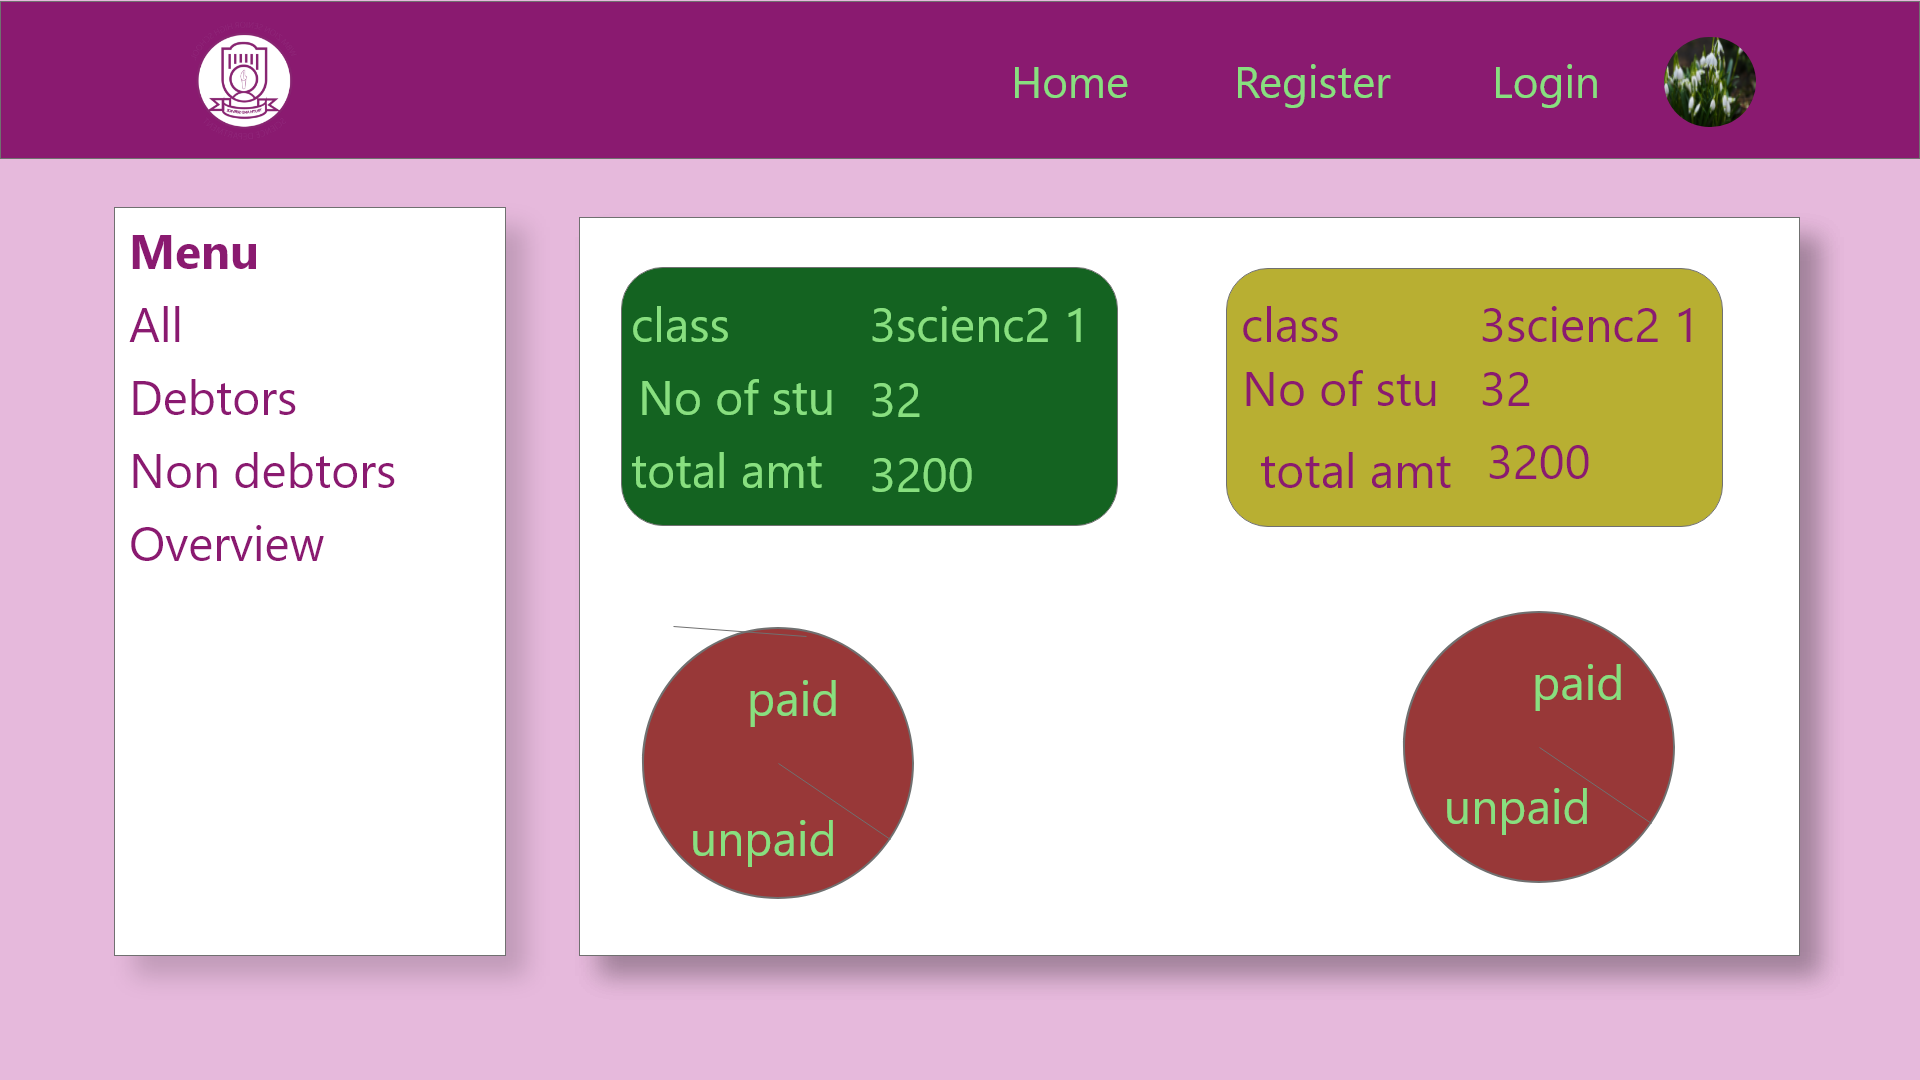 Home Register Login
Menu
All
Debtors
Non debtors
Overview
class 3scienc2 1
No of stu 32
total amt 3200
class 3scienc2 1
No of stu 32
total amt 3200
paid
unpaid
paid
unpaid